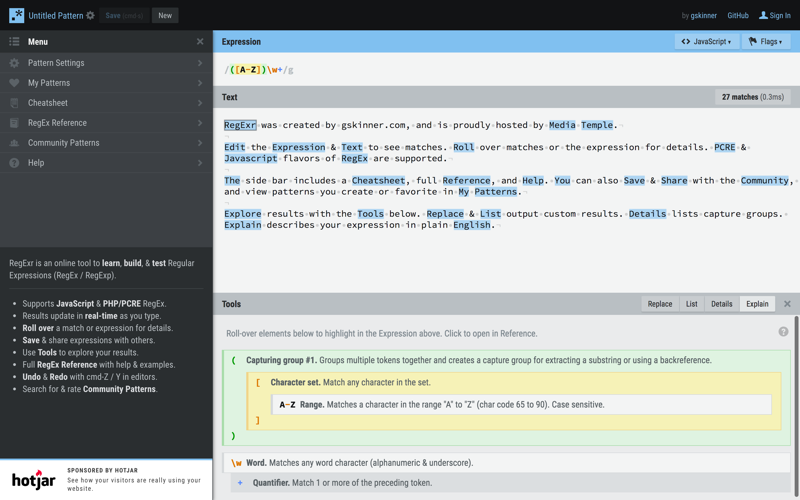 Untitled Pattern
Save
New
by gskinner
GitHub
Sign In
Menu
Pattern Settings
My Patterns
Cheatsheet
RegEx Reference
Community Patterns
Help
RegExr is an online tool to learn, build, & test Regular
Expressions (RegEx / RegExp).
Supports JavaScript & PHP/PCRE RegEx.
Results update in real-time as you type.
Roll over a match or expression for details.
Save & share expressions with others.
Use Tools to explore your results.
Full RegEx Reference with help & examples.
Undo & Redo with cmd-Z / Y in editors.
Search for & rate Community Patterns.
hotjar
SPONSORED BY HOTJAR
See how your visitors are really using your
website.
Expression
<> JavaScript
Flags
/([A-Z])\w+/g
Text
27 matches (0.3ms)
RegExr was created by gskinner.com, and is proudly hosted by Media Temple.
Edit the Expression & Text to see matches. Roll over matches or the expression for details. PCRE &
Javascript flavors of RegEx are supported.
The side bar includes a Cheatsheet, full Reference, and Help. You can also Save & Share with the Community,
and view patterns you create or favorite in My Patterns.
Explore results with the Tools below. Replace & List output custom results. Details lists capture groups.
Explain describes your expression in plain English.
Tools
Replace
List
Details
Explain
Roll-over elements below to highlight in the Expression above. Click to open in Reference.
?
( Capturing group #1. Groups multiple tokens together and creates a capture group for extracting a substring or using a backreference.
[ Character set. Match any character in the set.
A-Z Range. Matches a character in the range "A" to "Z" (char code 65 to 90). Case sensitive.
]
)
\w Word. Matches any word character (alphanumeric & underscore).
+ Quantifier. Match 1 or more of the preceding token.